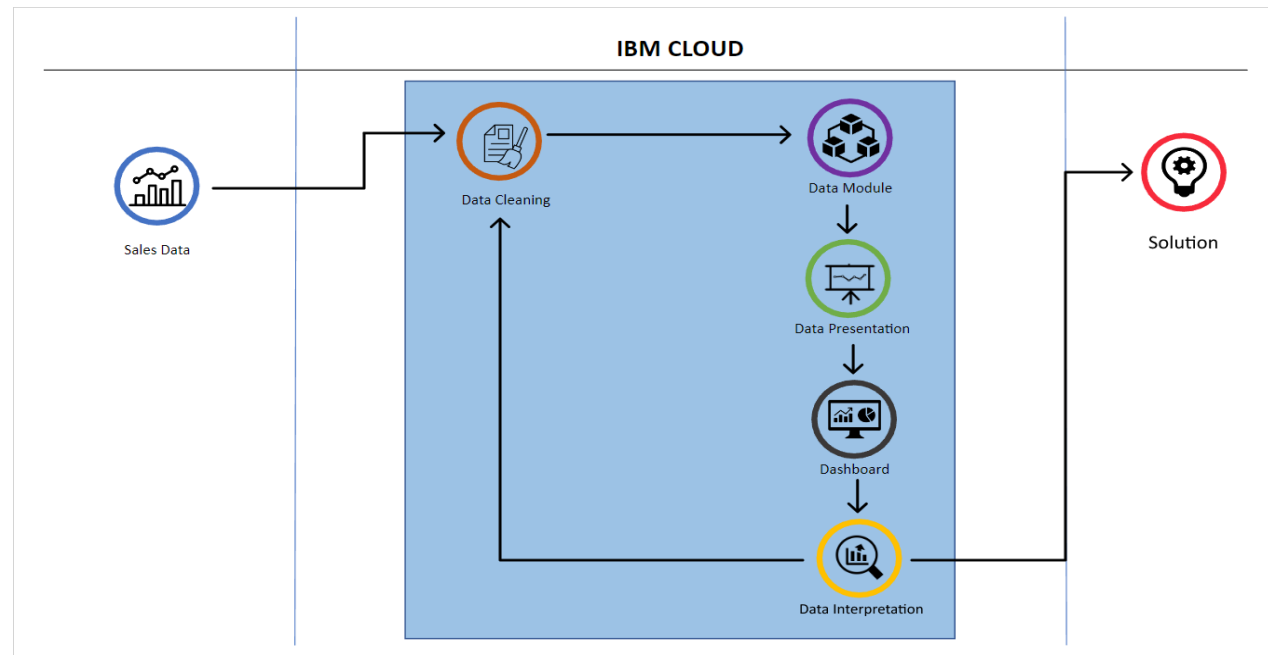 IBM CLOUD
Sales Data
Data Cleaning
Data Module
Data Presentation
Dashboard
Data Interpretation
Solution